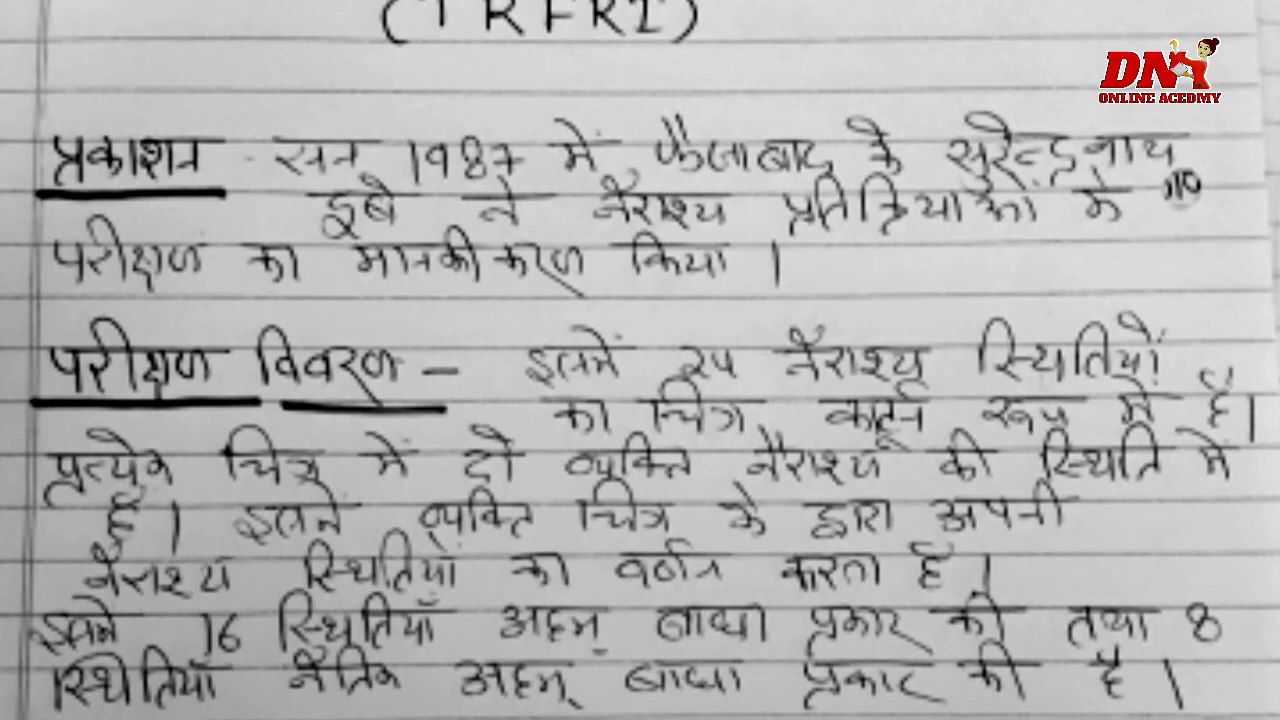 DN
ONLINE ACEDMY
प्रकाशन - सन 1987 में फैजाबाद के सुरेन्द्रनाथ
दुबे ने नैराश्य प्रतिक्रियाओं के
परीक्षण का मानकीकरण किया ।
परीक्षण विवरण – इसमें २५ नैराश्य स्थितियों
का चित्र कार्टून रूप में है।
प्रत्येक चित्र में दो व्यक्ति नैराश्य की स्थिति में
हैं । इसमें व्यक्ति चित्र के द्वारा अपनी
नैराश्य स्थितियों का वर्णन करता है ।
इसमें 16 स्थितियाँ अहम् बाधा प्रकार की तथा 8
स्थितियाँ नैतिक अहम् बाधा प्रकार की है ।